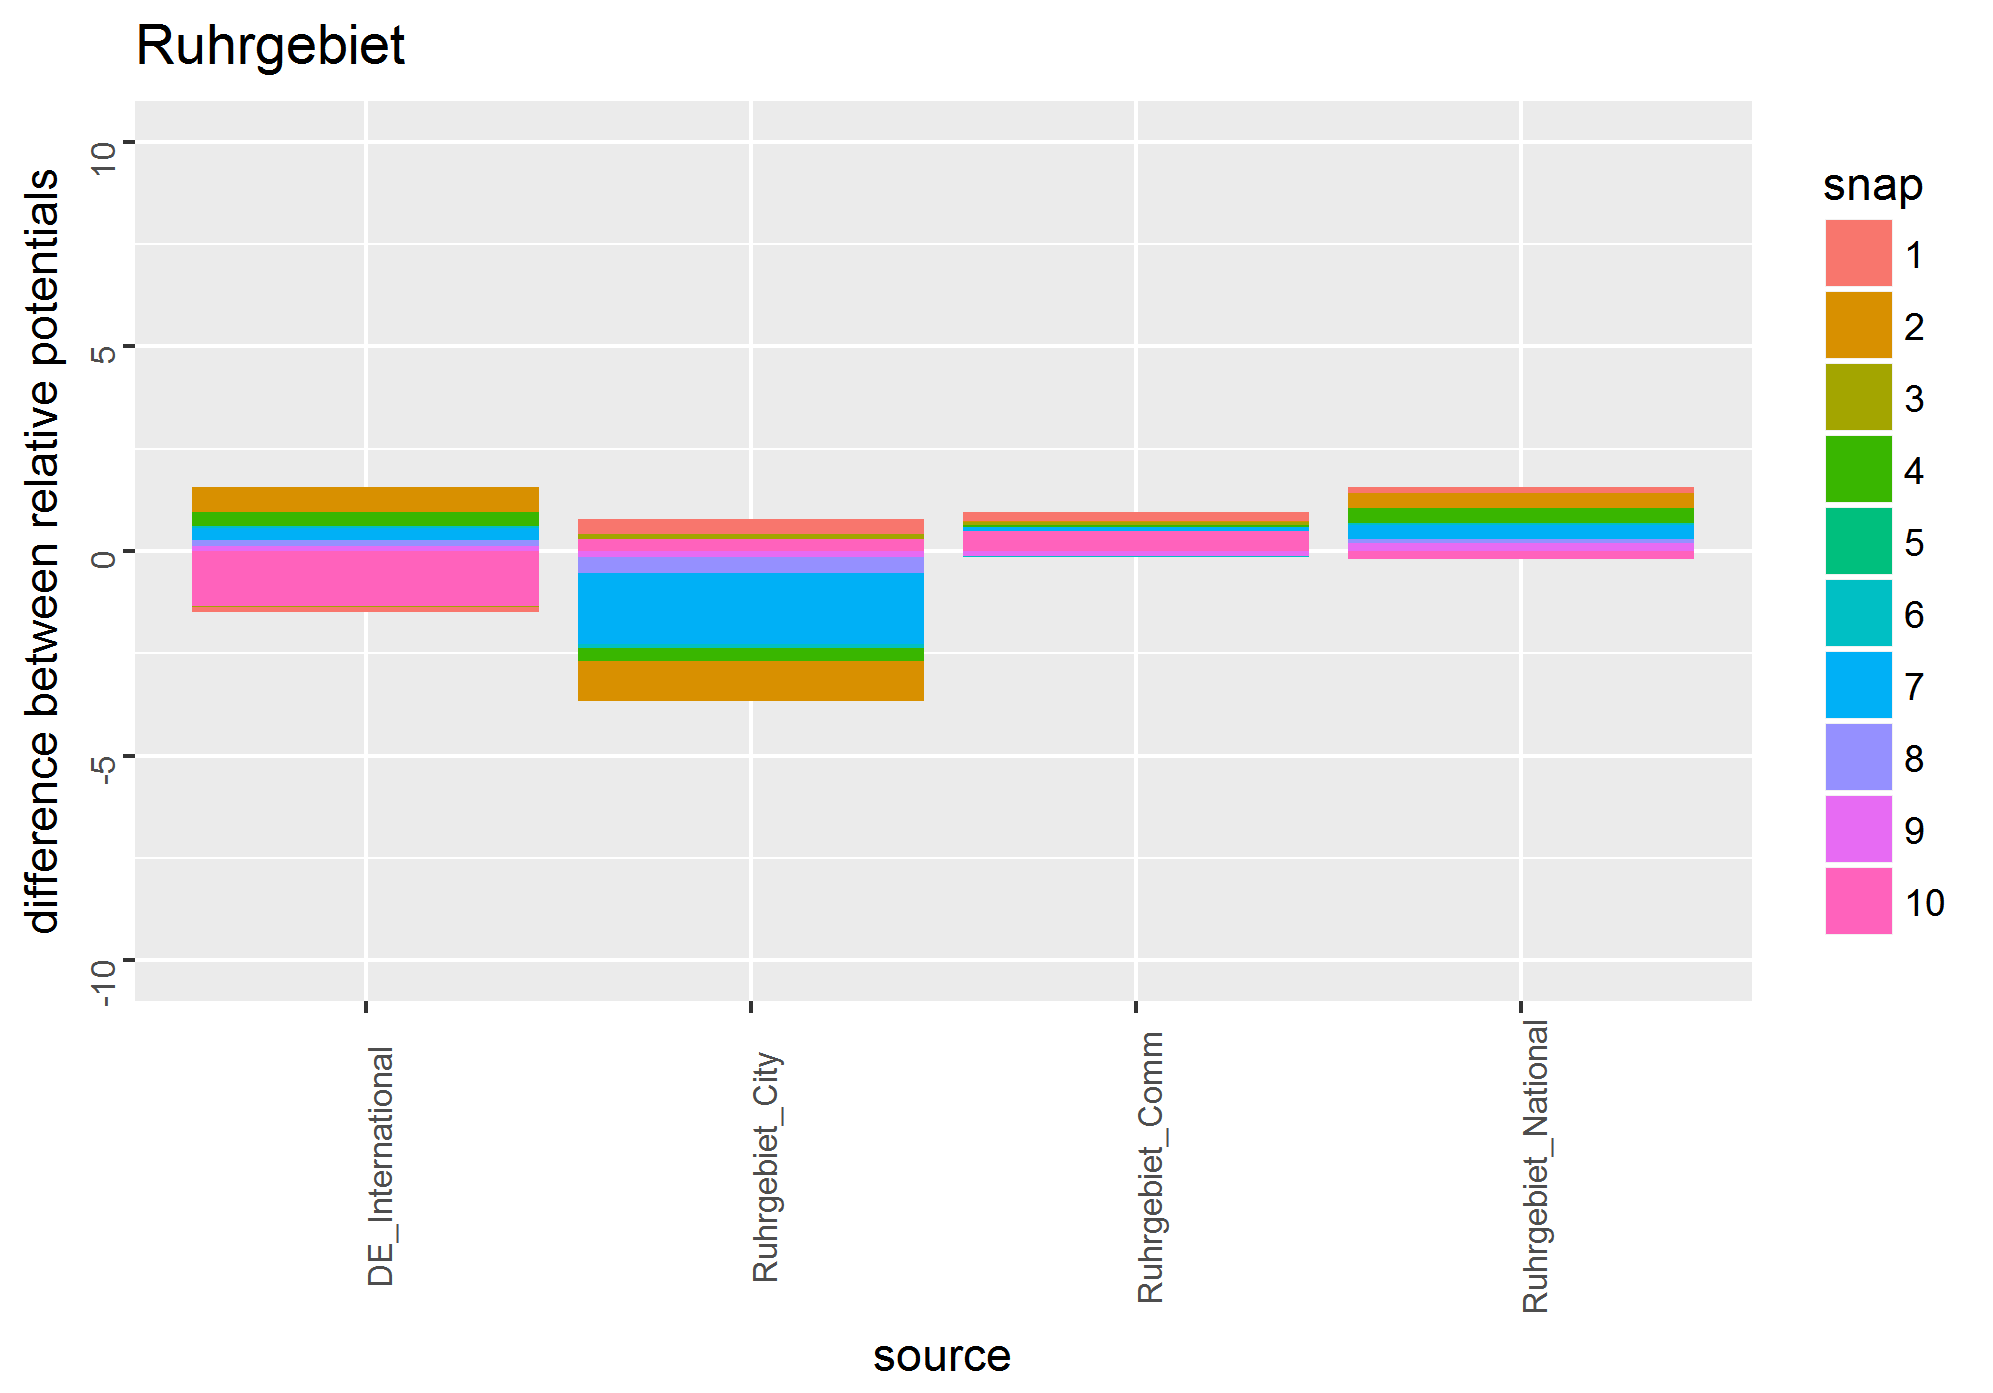 Ruhrgebiet
difference between relative potentials
10
5
0
-5
-10
DE_International
Ruhrgebiet_City
Ruhrgebiet_Comm
Ruhrgebiet_National
source
snap
1
2
3
4
5
6
7
8
9
10